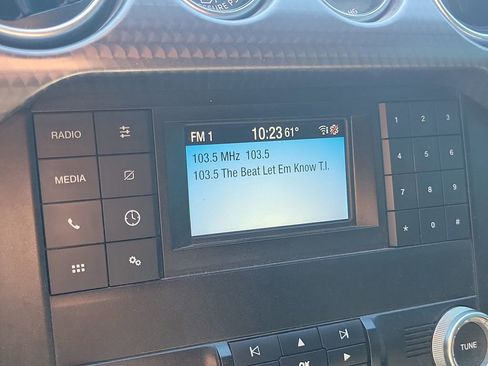 HG
FM 1 10:23 61°
103.5 MHz 103.5
103.5 The Beat Let Em Know T.I.
RADIO
MEDIA
1 2 3
4 5 6
7 8 9
* 0 #
OK
TUNE